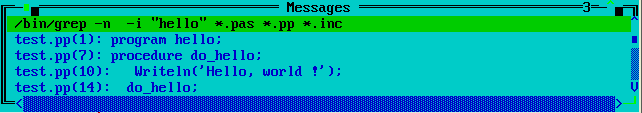 Messages 3
/bin/grep -n  -i "hello" *.pas *.pp *.inc
test.pp(1): program hello;
test.pp(7): procedure do_hello;
test.pp(10):  Writeln('Hello, world !');
test.pp(14):  do_hello;